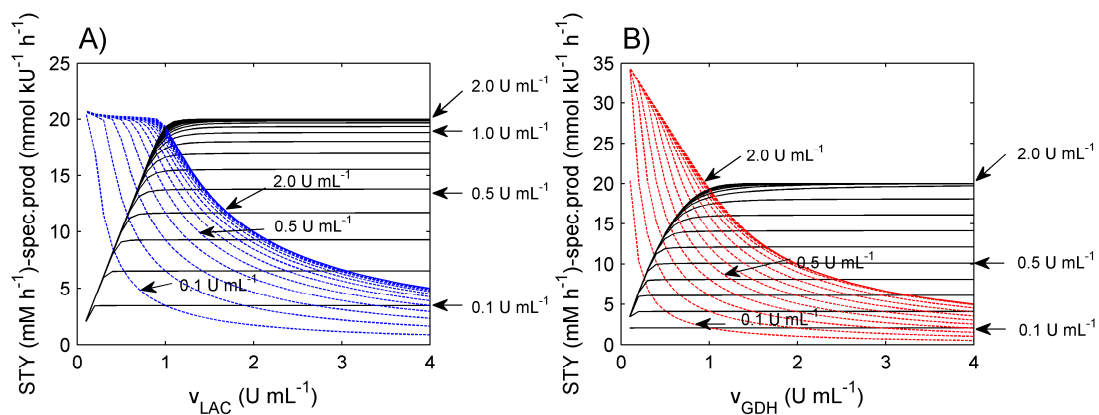 A)
STY (mM h⁻¹)-spec.prod (mmol kU⁻¹ h⁻¹)
25
20
15
10
5
0
0 1 2 3 4
v_LAC (U mL⁻¹)
2.0 U mL⁻¹
1.0 U mL⁻¹
0.5 U mL⁻¹
0.1 U mL⁻¹
2.0 U mL⁻¹
0.5 U mL⁻¹
0.1 U mL⁻¹
B)
STY (mM h⁻¹)-spec.prod (mmol kU⁻¹ h⁻¹)
35
30
25
20
15
10
5
0
0 1 2 3 4
v_GDH (U mL⁻¹)
2.0 U mL⁻¹
0.5 U mL⁻¹
0.1 U mL⁻¹
2.0 U mL⁻¹
0.5 U mL⁻¹
0.1 U mL⁻¹